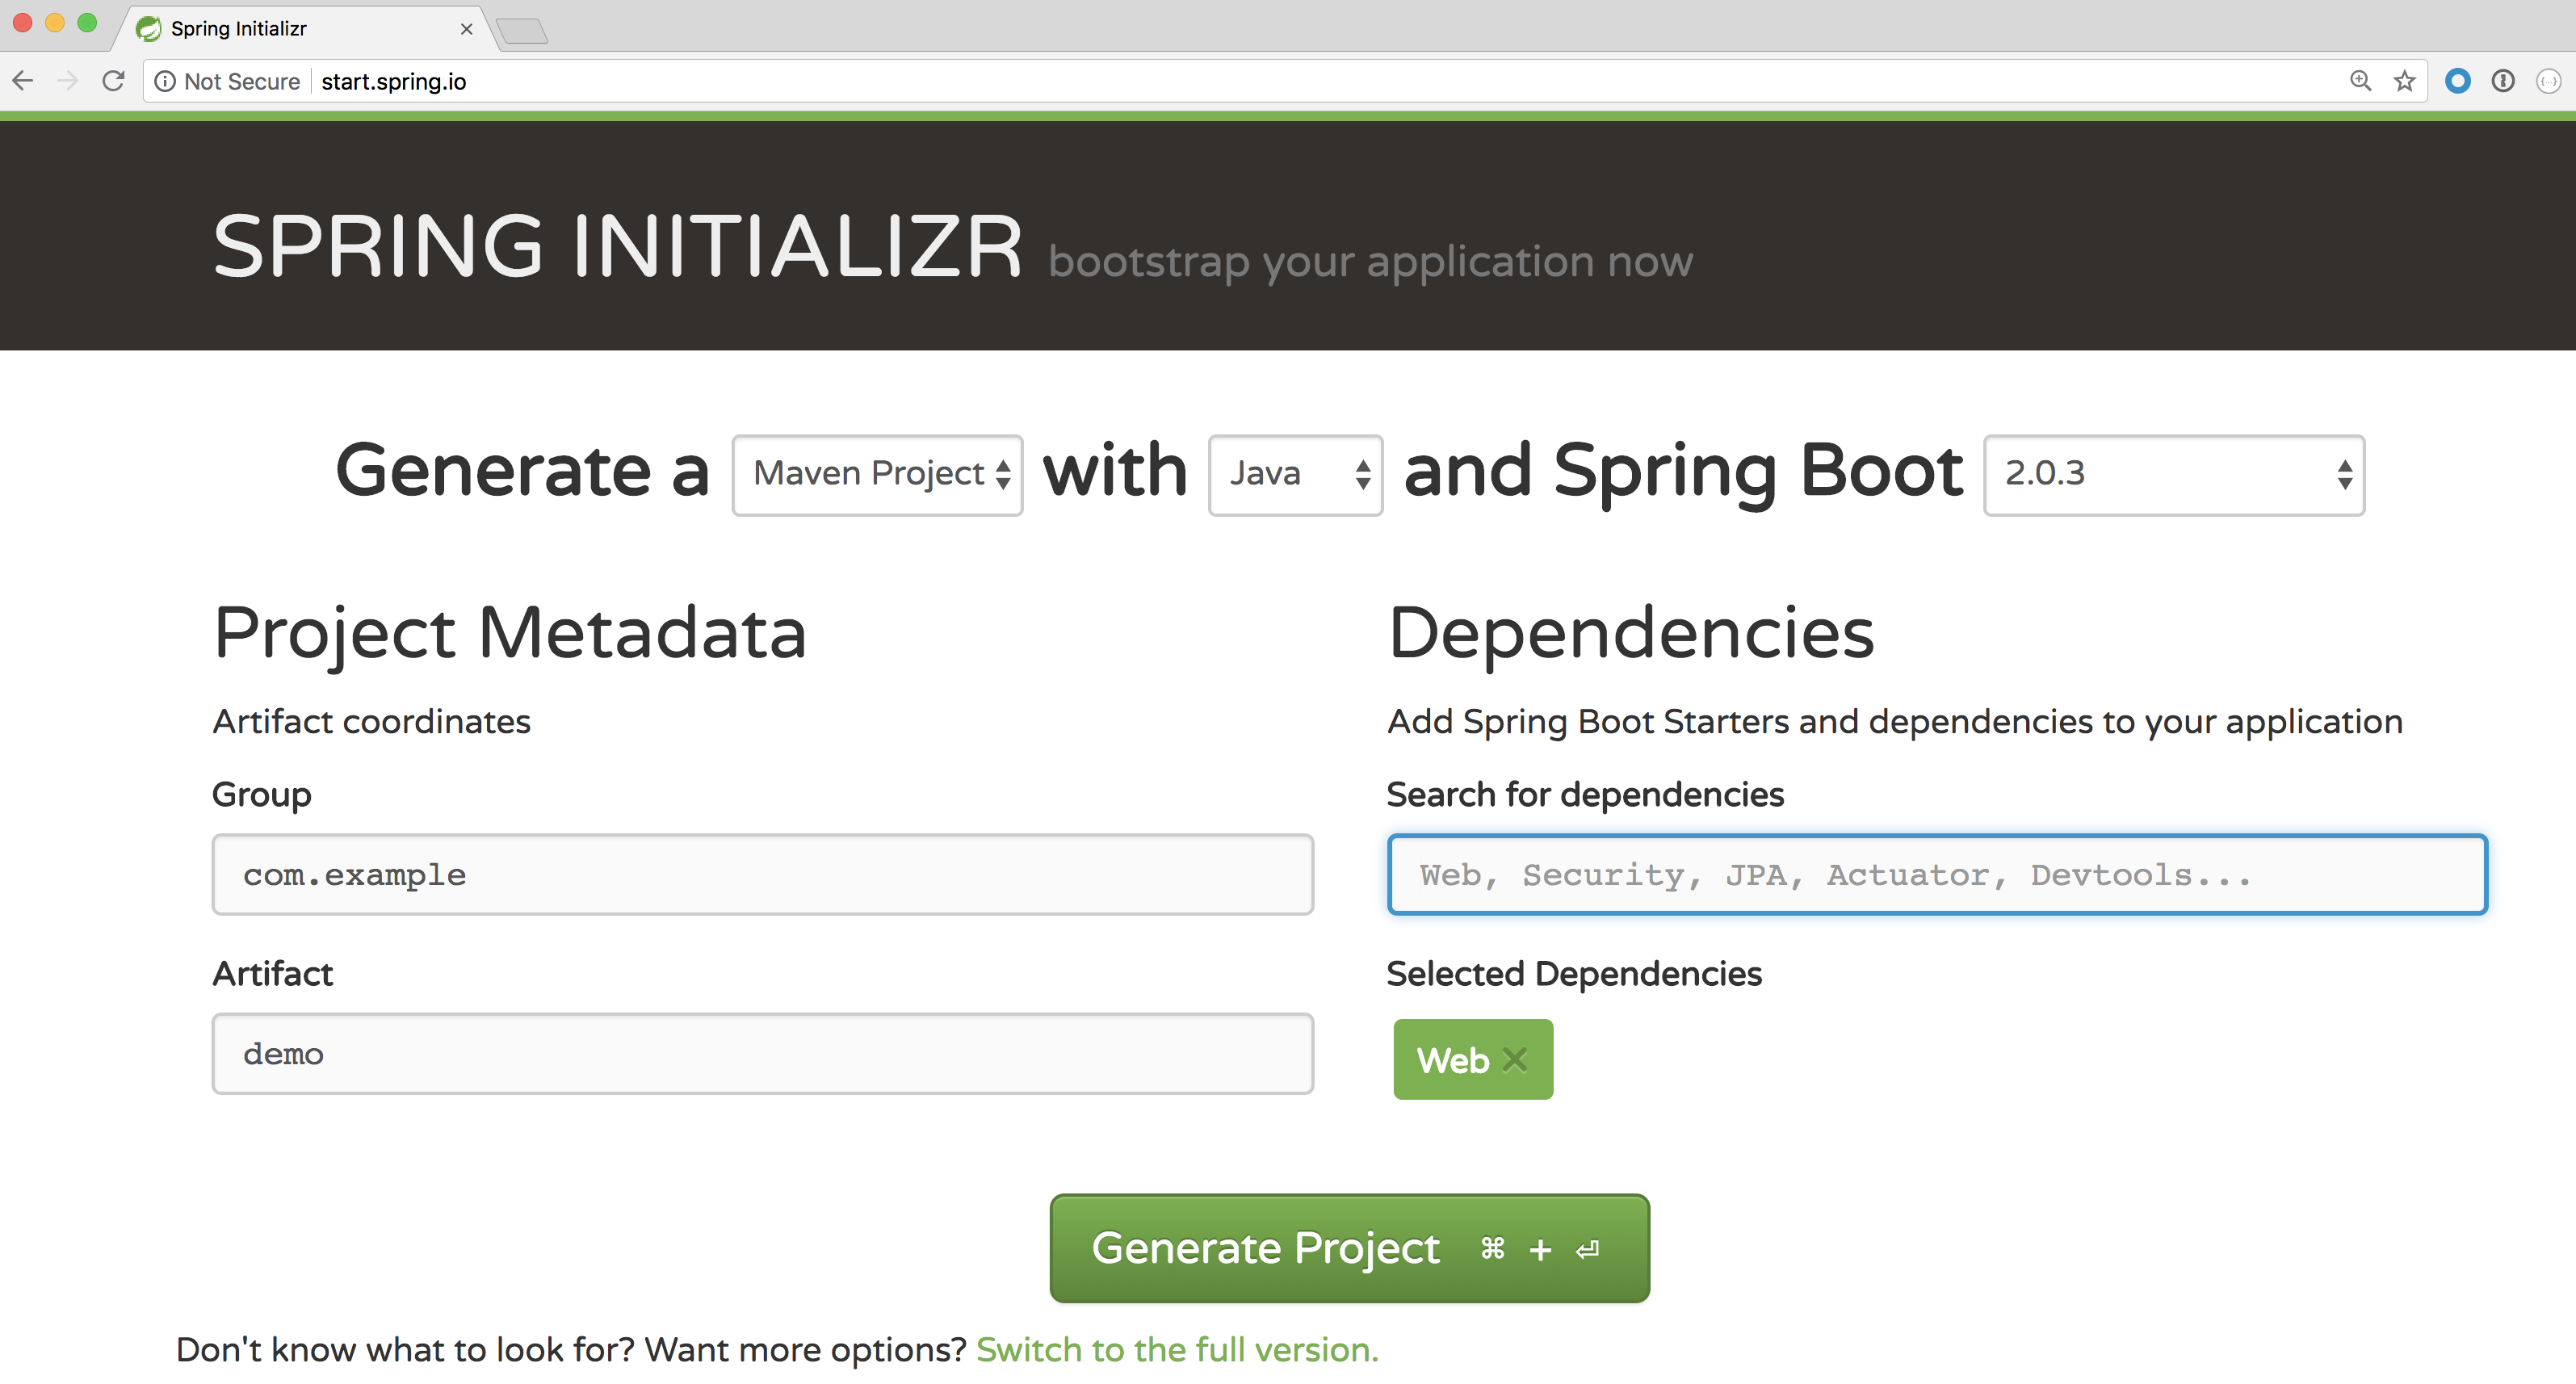 Spring Initializr
Not Secure start.spring.io
SPRING INITIALIZR bootstrap your application now
Generate a Maven Project with Java and Spring Boot 2.0.3
Project Metadata
Artifact coordinates
Group
com.example
Artifact
demo
Dependencies
Add Spring Boot Starters and dependencies to your application
Search for dependencies
Web, Security, JPA, Actuator, Devtools...
Selected Dependencies
Web
Generate Project ⌘ + ⏎
Don't know what to look for? Want more options? Switch to the full version.